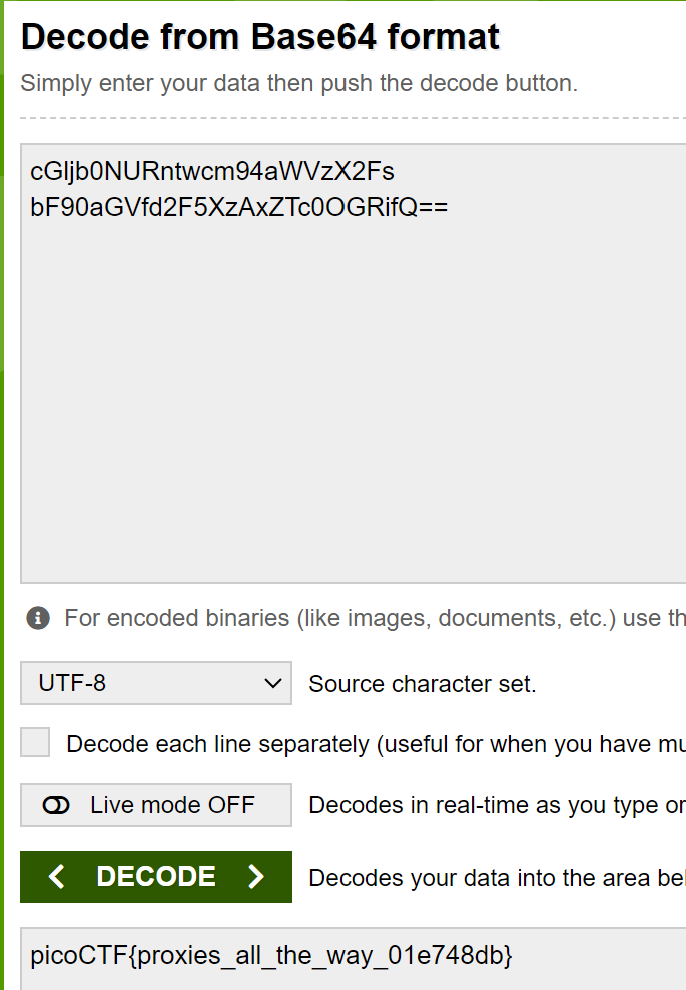 Decode from Base64 format
Simply enter your data then push the decode button.
cGljb0NURntwcm94aWVzX2Fs
bF90aGVfd2F5XzAxZTc0OGRifQ==
For encoded binaries (like images, documents, etc.) use th
UTF-8 Source character set.
Decode each line separately (useful for when you have mu
Live mode OFF Decodes in real-time as you type or
< DECODE > Decodes your data into the area bel
picoCTF{proxies_all_the_way_01e748db}